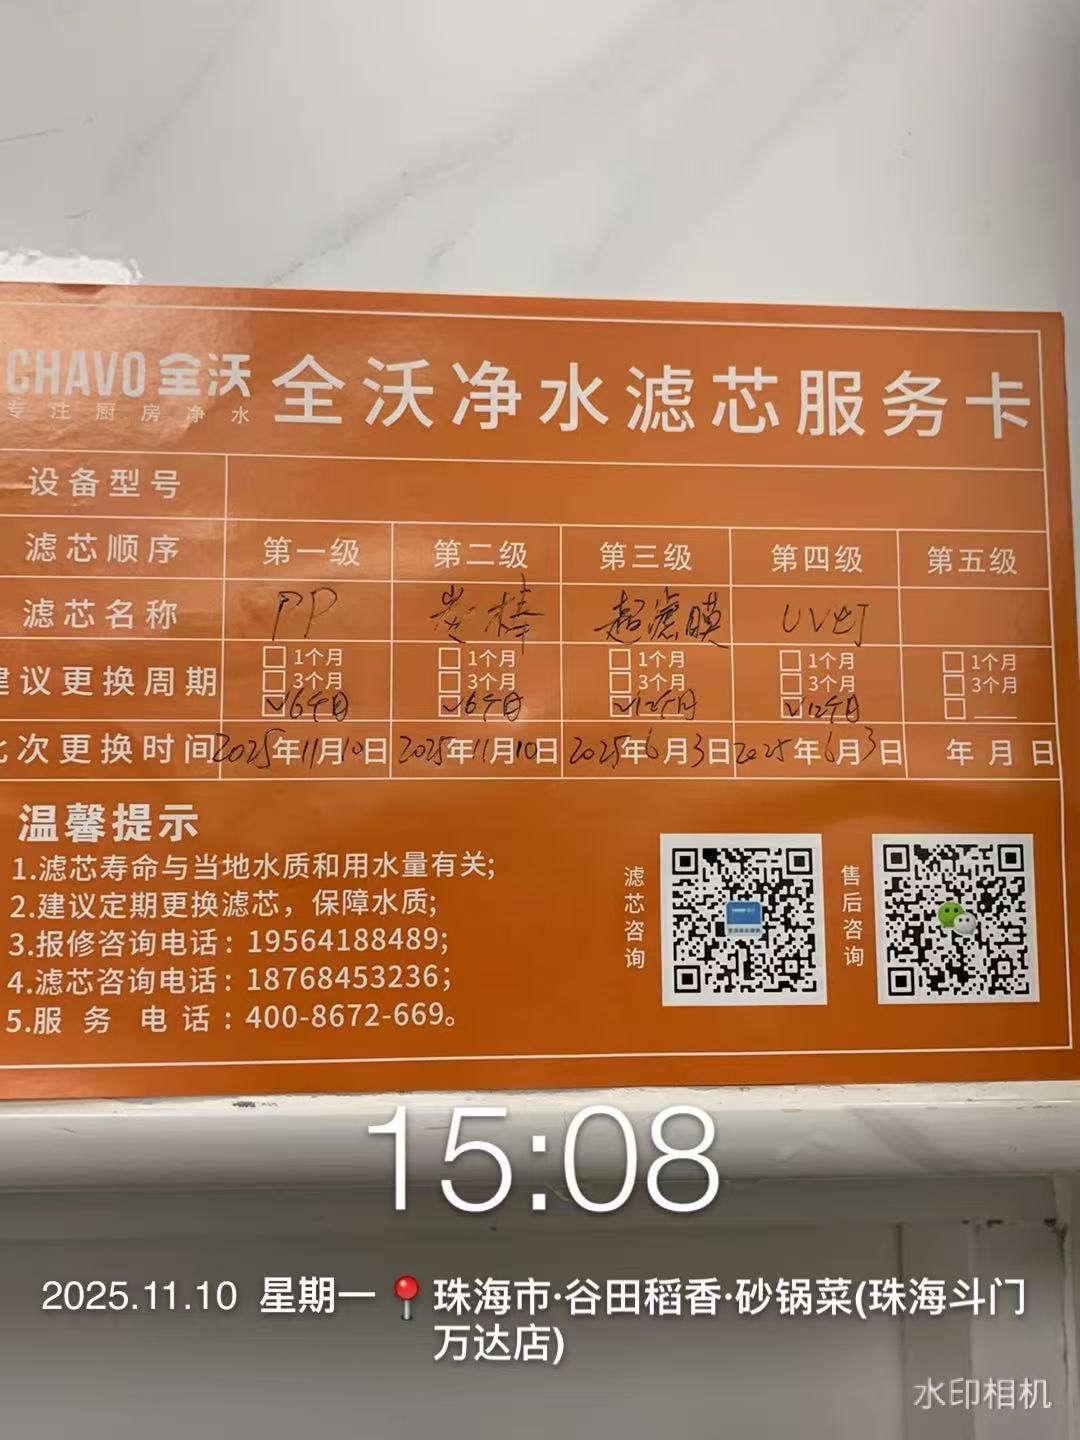 CHAVO 全沃
专注厨房净水
全沃净水滤芯服务卡
设备型号
滤芯顺序 第一级 第二级 第三级 第四级 第五级
滤芯名称 PP 炭棒 超滤膜 UV灯
建议更换周期 1个月 1个月 1个月 1个月 1个月
3个月 3个月 3个月 3个月 3个月
✓6个月 ✓6个月 ✓12个月 ✓12个月 ____
此次更换时间 2025年11月10日 2025年11月10日 2025年6月3日 2025年6月3日 年 月 日
温馨提示
1.滤芯寿命与当地水质和用水量有关;
2.建议定期更换滤芯，保障水质;
3.报修咨询电话: 19564188489;
4.滤芯咨询电话: 18768453236;
5.服 务 电 话: 400-8672-669。
滤芯咨询
售后咨询
15:08
2025.11.10 星期一 珠海市·谷田稻香·砂锅菜(珠海斗门
万达店)
水印相机